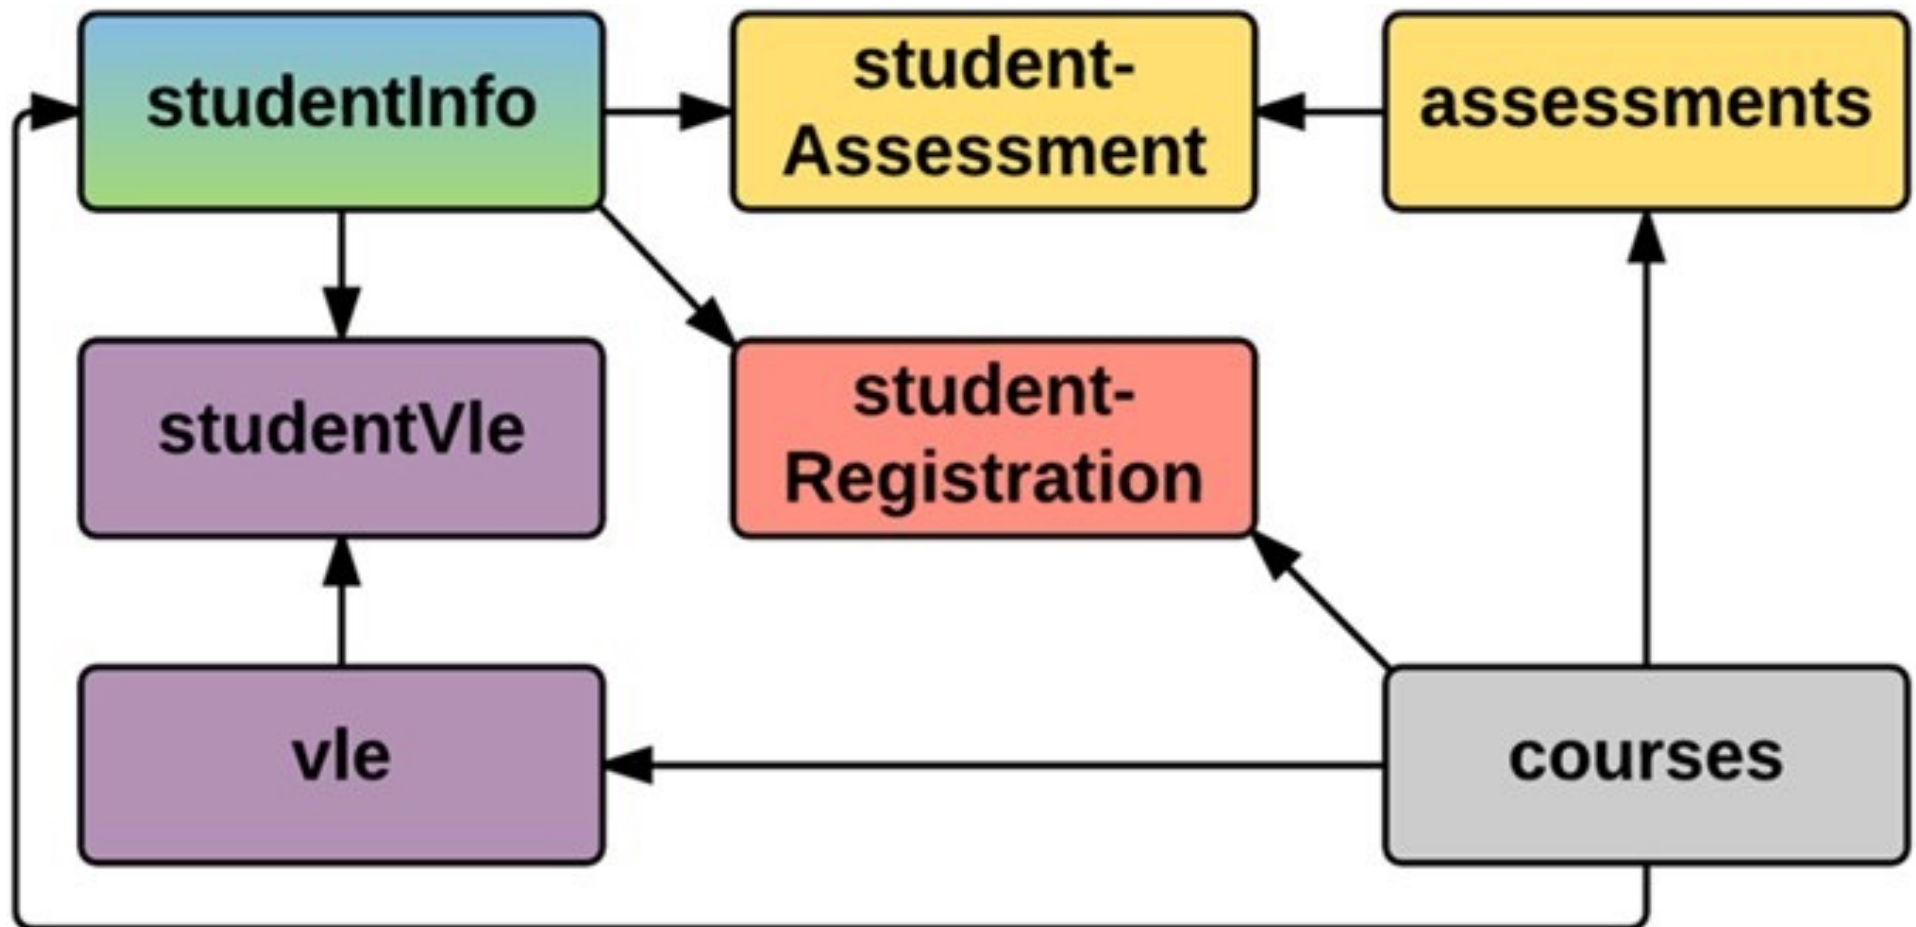 studentInfo
student-
Assessment
assessments
studentVle
student-
Registration
vle
courses